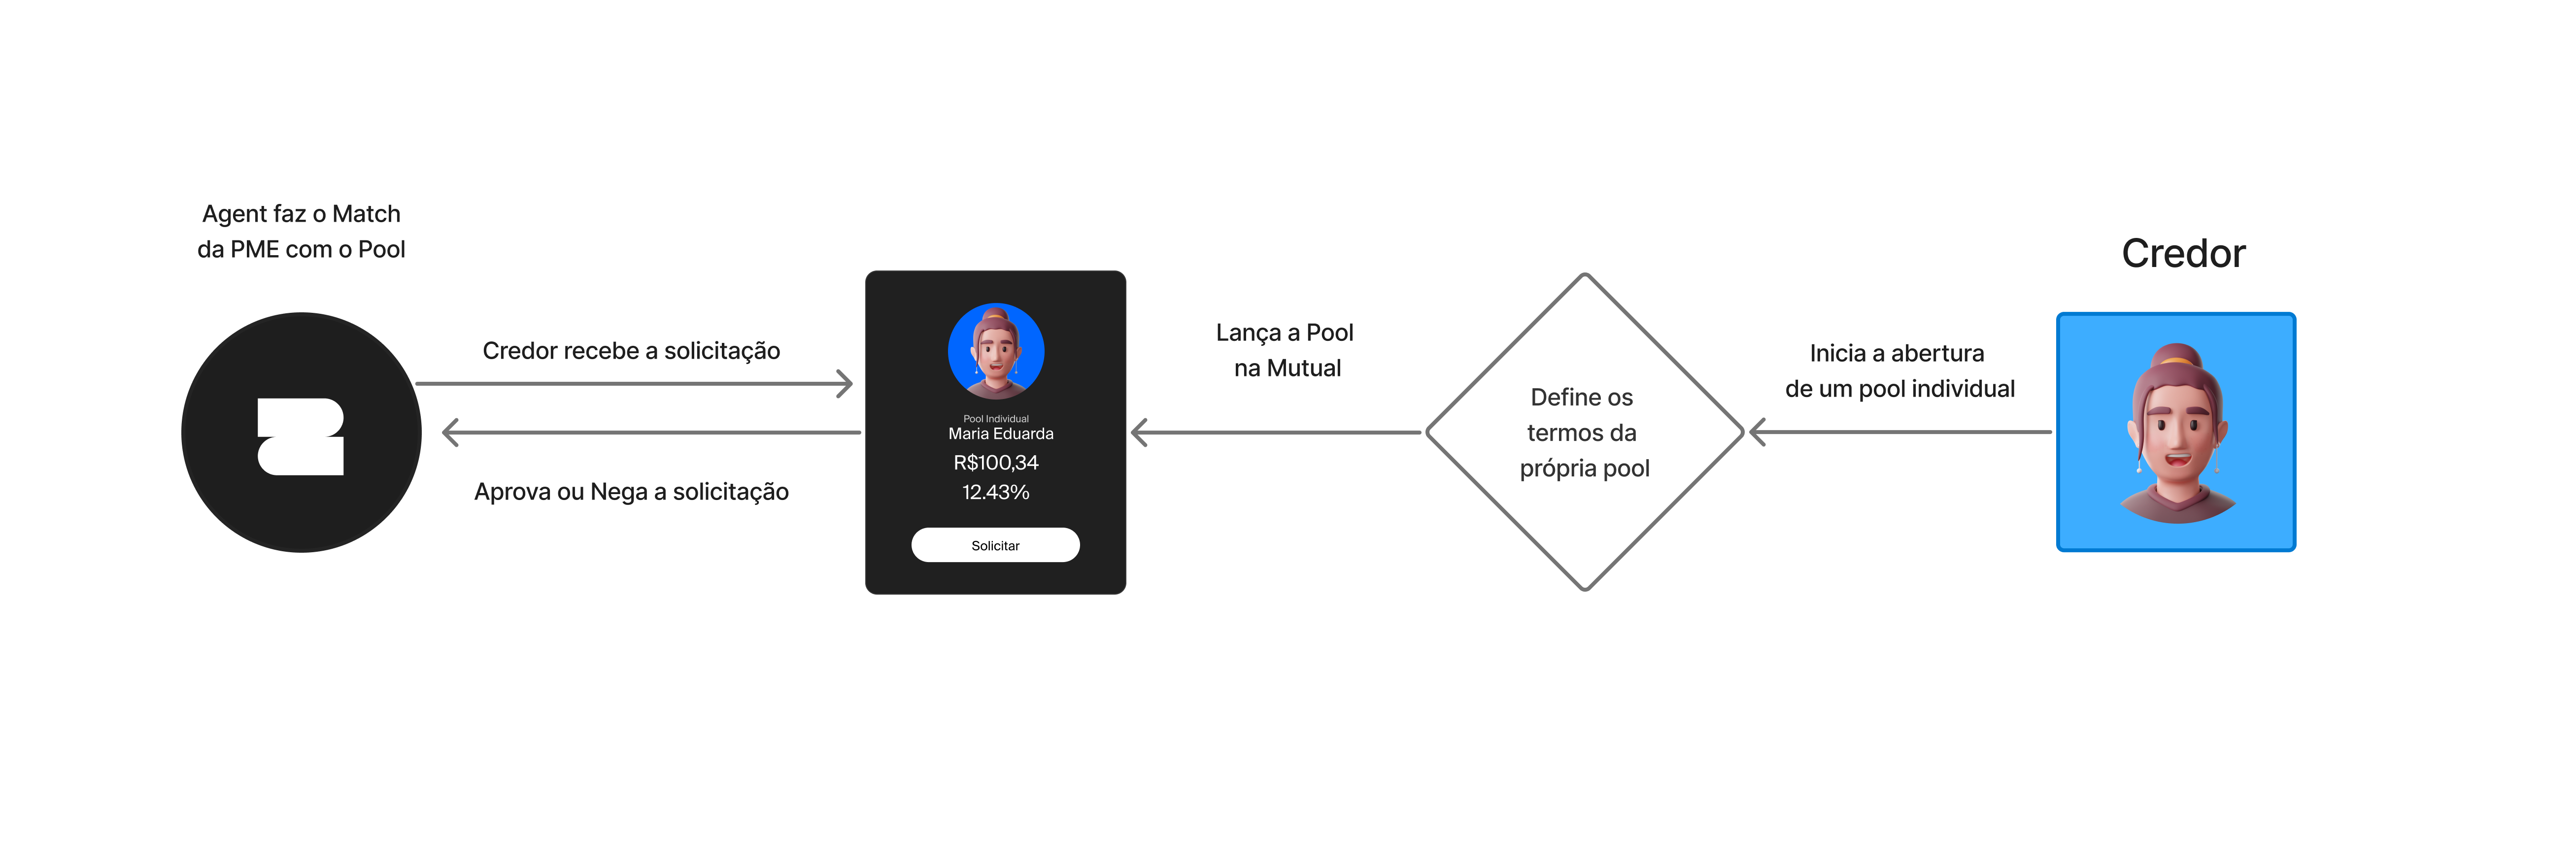 Agent faz o Match
da PME com o Pool
Credor recebe a solicitação
Aprova ou Nega a solicitação
Pool Individual
Maria Eduarda
R$100,34
12.43%
Solicitar
Lança a Pool
na Mutual
Define os
termos da
própria pool
Inicia a abertura
de um pool individual
Credor